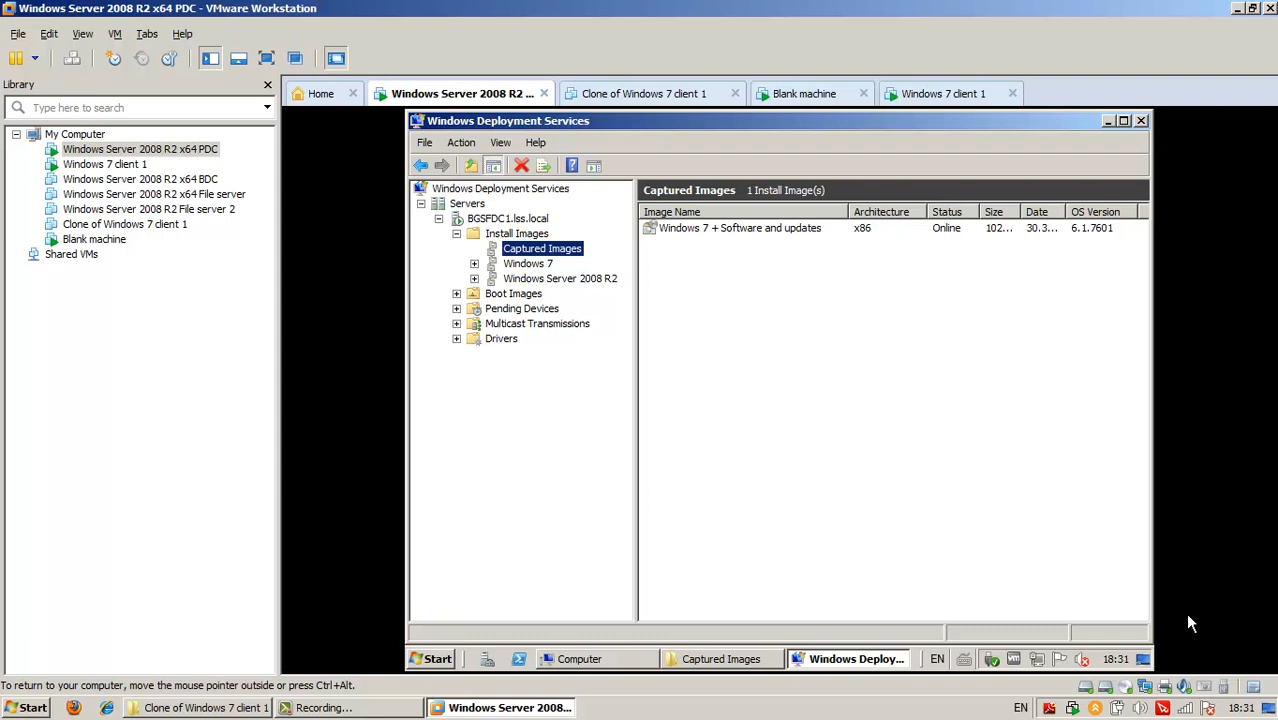 Windows Server 2008 R2 x64 PDC - VMware Workstation
File Edit View VM Tabs Help
Library
Type here to search
My Computer
Windows Server 2008 R2 x64 PDC
Windows 7 client 1
Windows Server 2008 R2 x64 BDC
Windows Server 2008 R2 x64 File server
Windows Server 2008 R2 File server 2
Clone of Windows 7 client 1
Blank machine
Shared VMs
Home
Windows Server 2008 R2 ...
Clone of Windows 7 client 1
Blank machine
Windows 7 client 1
Windows Deployment Services
File Action View Help
Windows Deployment Services
Servers
BGSFDC1.lss.local
Install Images
Captured Images
Windows 7
Windows Server 2008 R2
Boot Images
Pending Devices
Multicast Transmissions
Drivers
Captured Images 1 Install Image(s)
Image Name Architecture Status Size Date OS Version
Windows 7 + Software and updates x86 Online 102... 30.3... 6.1.7601
Start Computer Captured Images Windows Deploy... EN 18:31
To return to your computer, move the mouse pointer outside or press Ctrl+Alt.
Start Clone of Windows 7 client 1 Recording... Windows Server 2008... EN 18:31